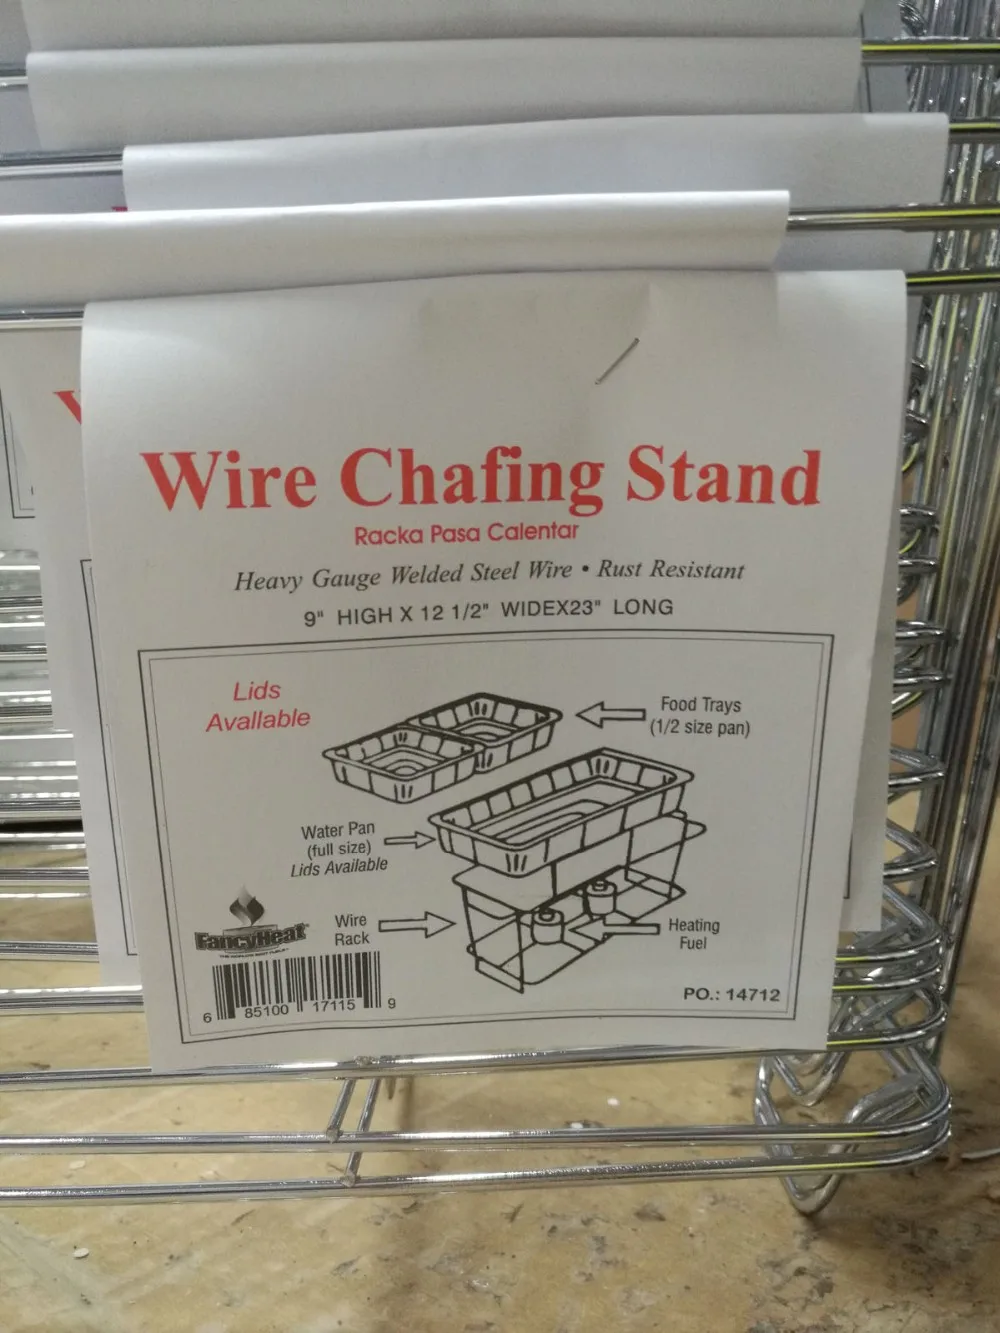 Wire Chafing Stand
Racka Pasa Calentar
Heavy Gauge Welded Steel Wire • Rust Resistant
9" HIGH X 12 1/2" WIDEX23" LONG
Lids
Available
Food Trays
(1/2 size pan)
Water Pan
(full size)
Lids Available
Wire
Rack
Heating
Fuel
FancyHeat
6 85100 17115 9
PO.: 14712